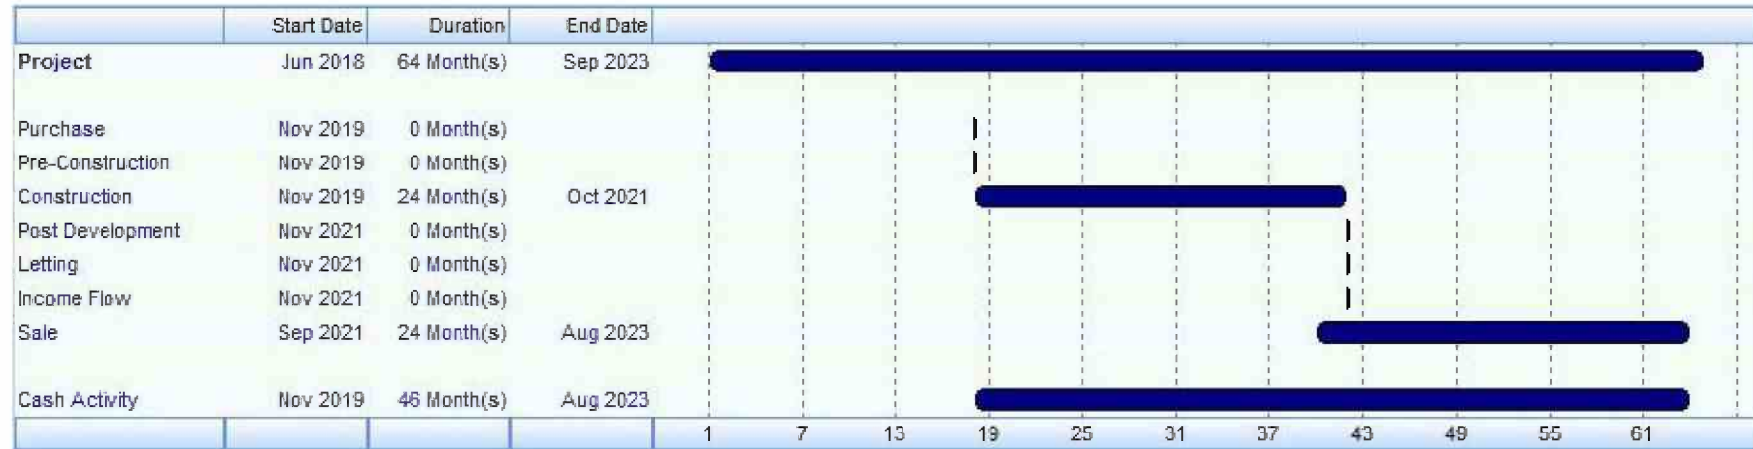 Start Date Duration End Date
Project Jun 2018 64 Month(s) Sep 2023
Purchase Nov 2019 0 Month(s)
Pre-Construction Nov 2019 0 Month(s)
Construction Nov 2019 24 Month(s) Oct 2021
Post Development Nov 2021 0 Month(s)
Letting Nov 2021 0 Month(s)
Income Flow Nov 2021 0 Month(s)
Sale Sep 2021 24 Month(s) Aug 2023
Cash Activity Nov 2019 46 Month(s) Aug 2023
1 7 13 19 25 31 37 43 49 55 61